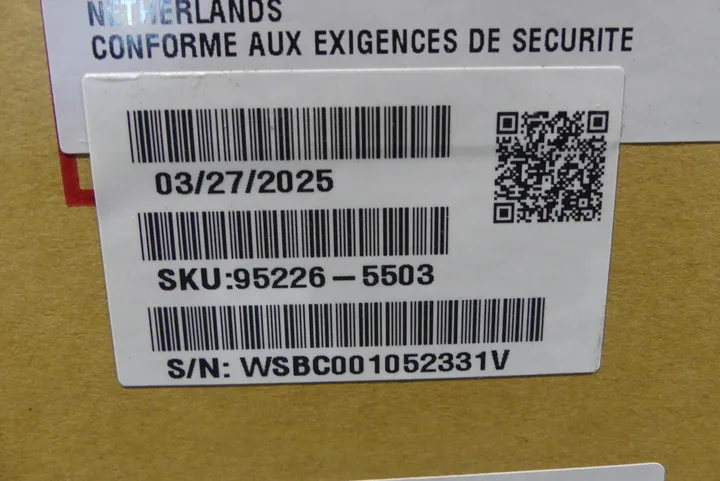 NETHERLANDS
CONFORME AUX EXIGENCES DE SECURITE
03/27/2025
SKU:95226-5503
S/N: WSBC001052331V